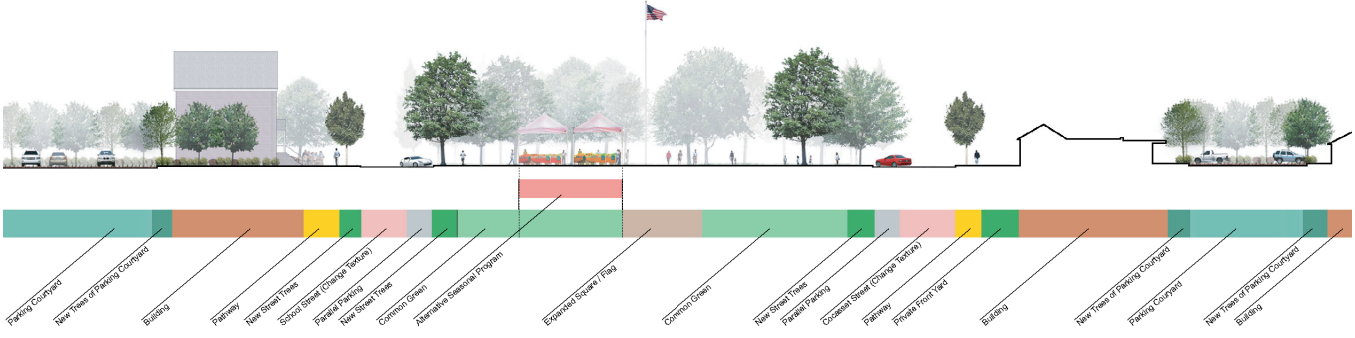 Parking Courtyard
New Trees of Parking Courtyard
Building
Pathway
New Street Trees
School Street (Change Texture)
Parallel Parking
New Street Trees
Common Green
Alternative Seasonal Program
Expanded Square / Flag
Common Green
New Street Trees
Parallel Parking
Cocasset Street (Change Texture)
Pathway
Private Front Yard
Building
New Trees of Parking Courtyard
Parking Couryard
New Trees of Parking Courtyard
Building